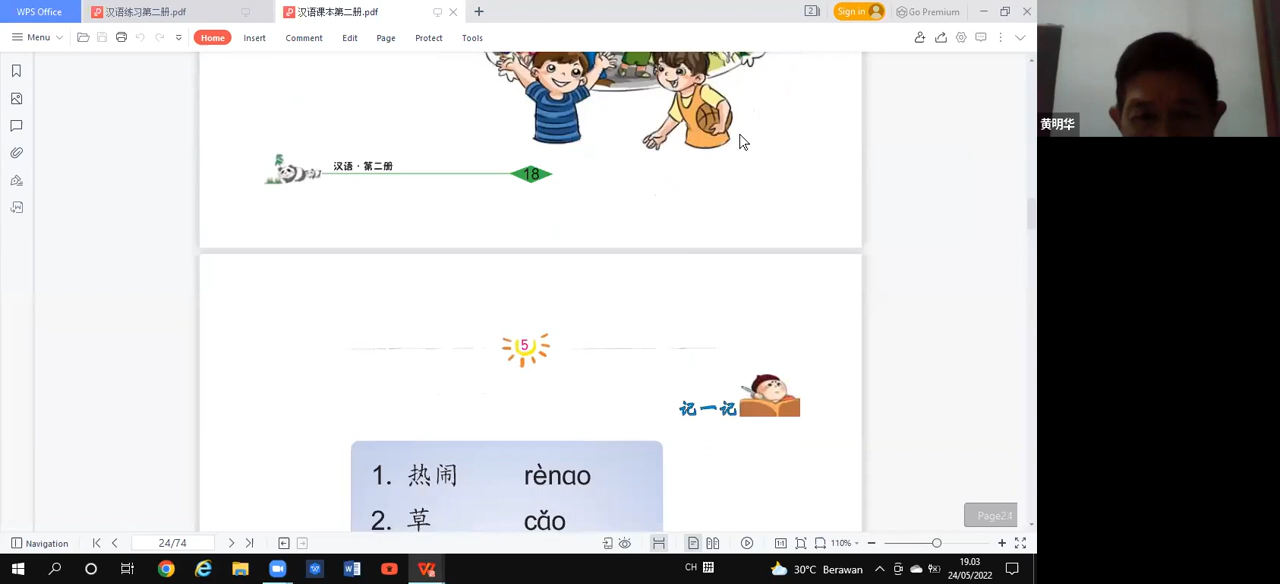 WPS Office
汉语练习第二册.pdf
汉语课本第二册.pdf
Sign in
Go Premium
Menu
Home
Insert
Comment
Edit
Page
Protect
Tools
黄明华
汉语·第二册
18
5
记一记
1. 热闹 rènao
2. 草 cǎo
Page24
Navigation
24/74
1:1
110%
CH
30°C Berawan
19.03
24/05/2022